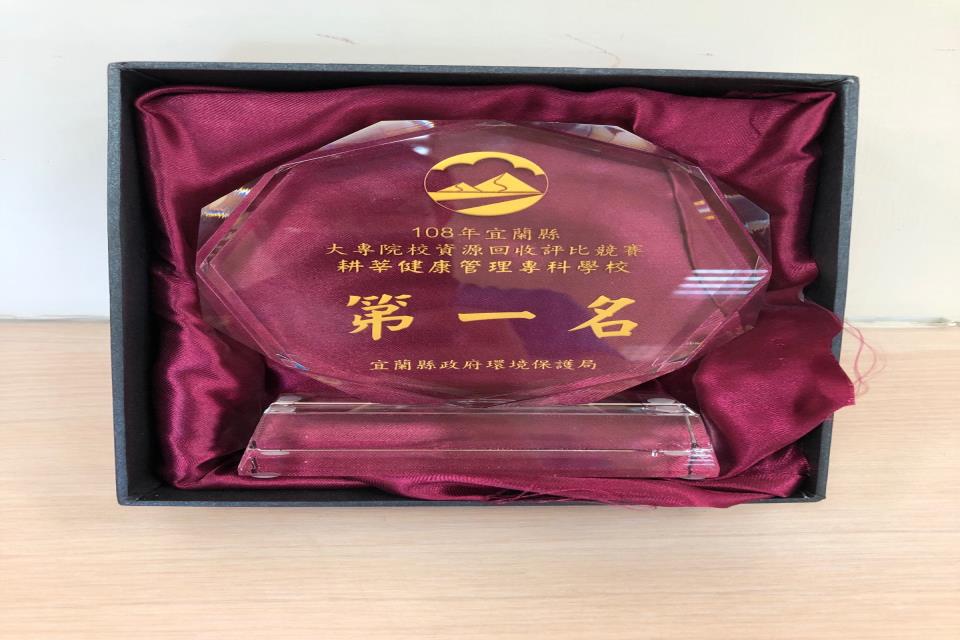 108年宜蘭縣
大專院校資源回收評比競賽
耕莘健康管理專科學校
第一名
宜蘭縣政府環境保護局